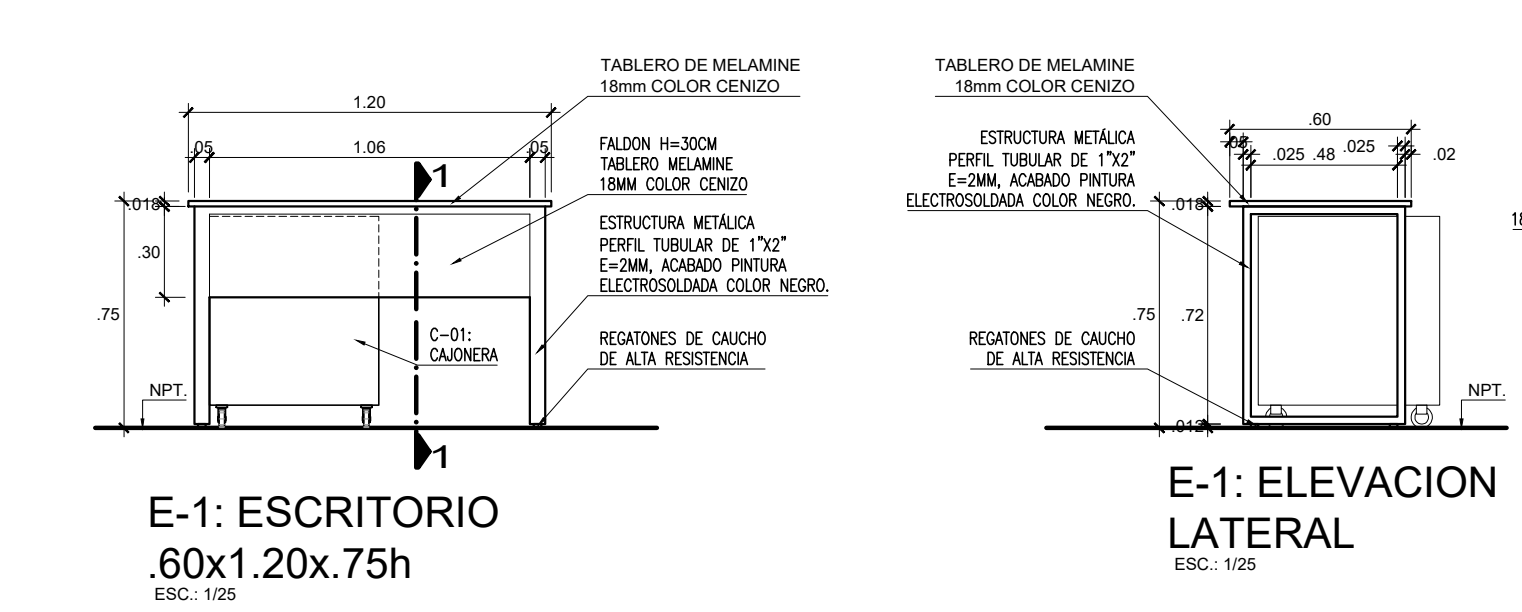 TABLERO DE MELAMINE
18mm COLOR CENIZO
1.20
.05
1.06
.05
FALDON H=30CM
TABLERO MELAMINE
18MM COLOR CENIZO
1
.018
.30
.75
ESTRUCTURA METÁLICA
PERFIL TUBULAR DE 1"X2"
E=2MM, ACABADO PINTURA
ELECTROSOLDADA COLOR NEGRO.
C-01:
CAJONERA
REGATONES DE CAUCHO
DE ALTA RESISTENCIA
NPT.
1
E-1: ESCRITORIO
.60x1.20x.75h
ESC.: 1/25
TABLERO DE MELAMINE
18mm COLOR CENIZO
.60
.025 .48 .025
.02
ESTRUCTURA METÁLICA
PERFIL TUBULAR DE 1"X2"
E=2MM, ACABADO PINTURA
ELECTROSOLDADA COLOR NEGRO.
.018
.75
.72
REGATONES DE CAUCHO
DE ALTA RESISTENCIA
.012
NPT.
18
E-1: ELEVACION
LATERAL
ESC.: 1/25